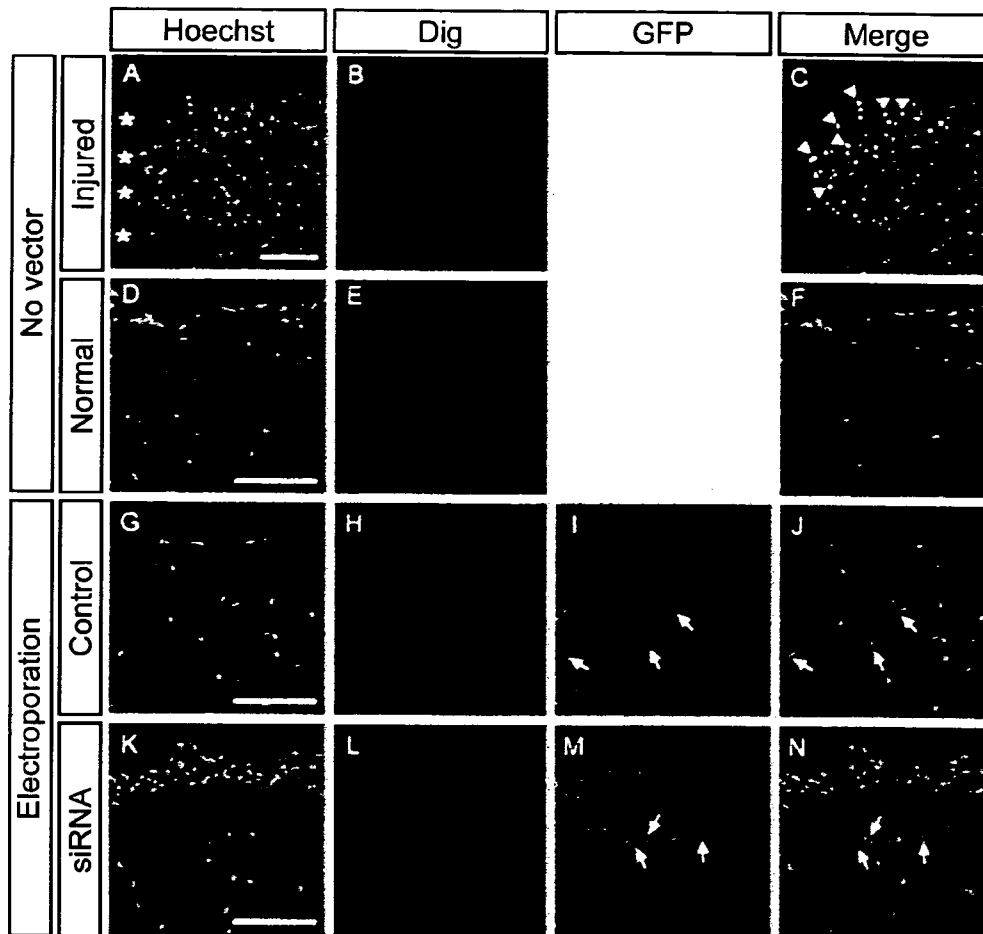 Hoechst Dig GFP Merge
No vector
Injured
A B C
Normal
D E F
Electroporation
Control
G H I J
siRNA
K L M N